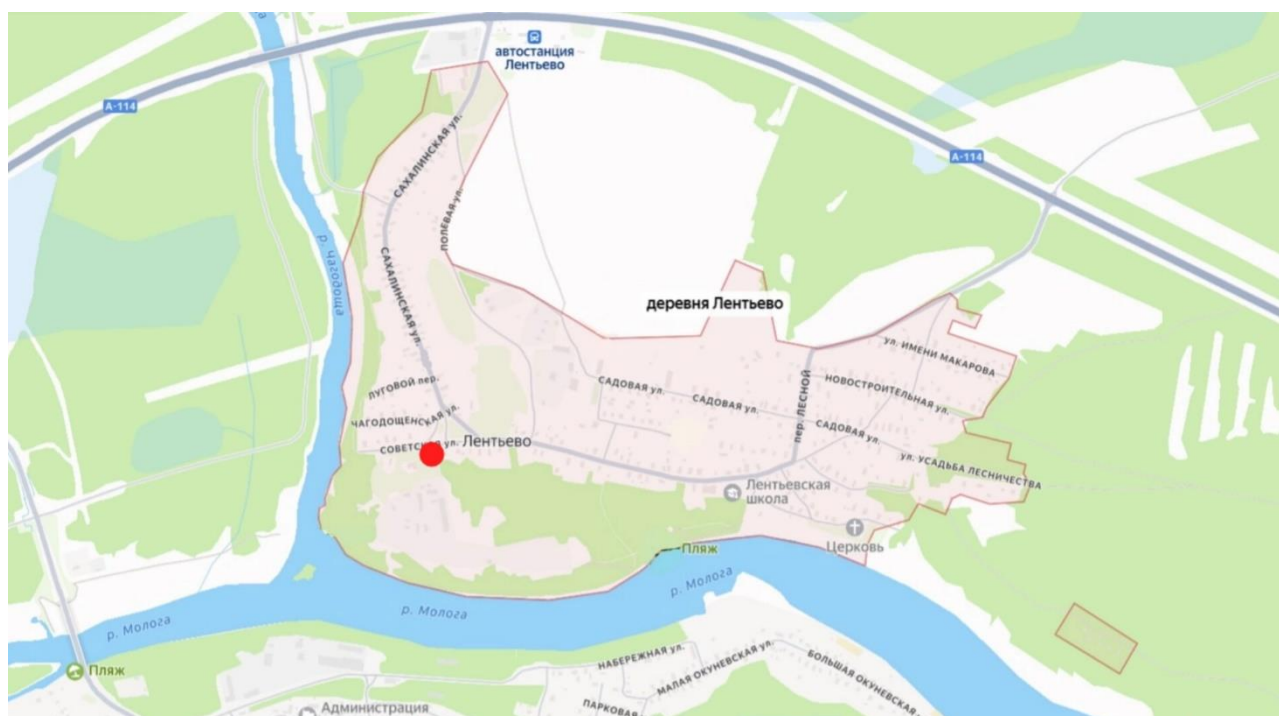 автостанция
Лентьево
А-114
А-114
САХАЛИНСКАЯ ул.
ПОЛЕВАЯ ул.
р. Чагодоща
САХАЛИНСКАЯ ул.
деревня Лентьево
ул. ИМЕНИ МАКАРОВА
ЛУГОВОЙ пер.
САДОВАЯ ул.
САДОВАЯ ул.
пер. ЛЕСНОЙ
НОВОСТРОИТЕЛЬНАЯ ул.
ЧАГОДОЩЕНСКАЯ ул.
САДОВАЯ ул.
СОВЕТСКАЯ ул. Лентьево
ул. УСАДЬБА ЛЕСНИЧЕСТВА
Лентьевская
школа
Церковь
Пляж
р. Молога
р. Молога
р. Молога
Пляж
НАБЕРЕЖНАЯ ул.
МАЛАЯ ОКУНЕВСКАЯ ул.
БОЛЬШАЯ ОКУНЕВСКАЯ
ПАРКОВАЯ
Администрация